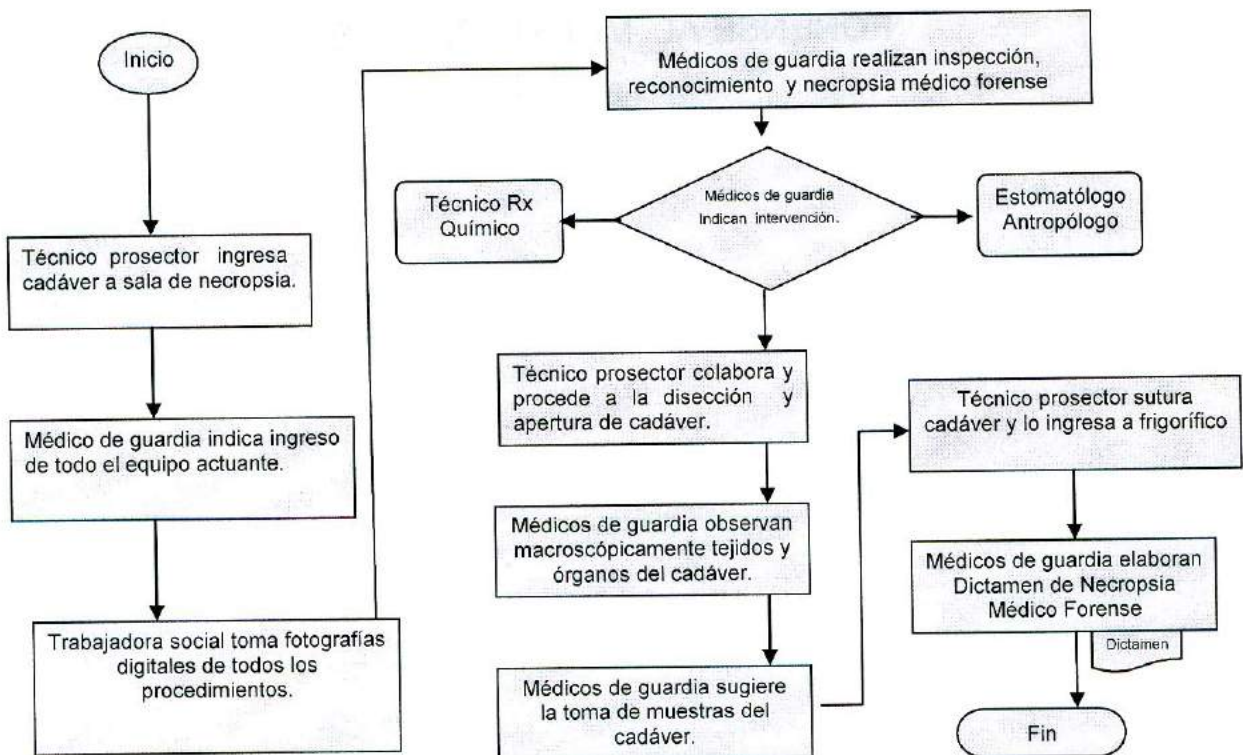 Inicio
Técnico prosector ingresa
cadáver a sala de necropsia.
Médico de guardia indica ingreso
de todo el equipo actuante.
Trabajadora social toma fotografías
digitales de todos los
procedimientos.
Médicos de guardia realizan inspección,
reconocimiento y necropsia médico forense
Médicos de guardia
Indican intervención.
Técnico Rx
Químico
Estomatólogo
Antropólogo
Técnico prosector colabora y
procede a la disección y
apertura de cadáver.
Médicos de guardia observan
macroscópicamente tejidos y
órganos del cadáver.
Médicos de guardia sugiere
la toma de muestras del
cadáver.
Técnico prosector sutura
cadáver y lo ingresa a frigorífico
Médicos de guardia elaboran
Dictamen de Necropsia
Médico Forense
Dictamen
Fin